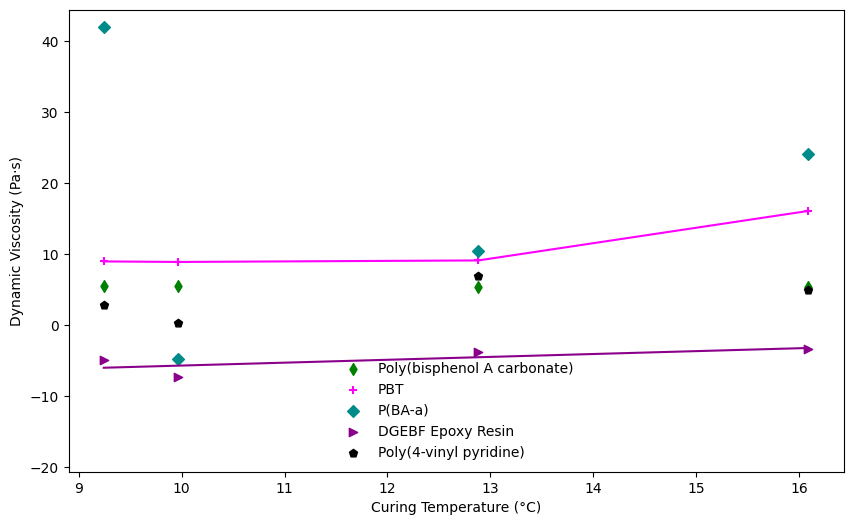 40
30
20
10
0
−10
−20
Dynamic Viscosity (Pa·s)
Poly(bisphenol A carbonate)
PBT
P(BA-a)
DGEBF Epoxy Resin
Poly(4-vinyl pyridine)
9 10 11 12 13 14 15 16
Curing Temperature (°C)